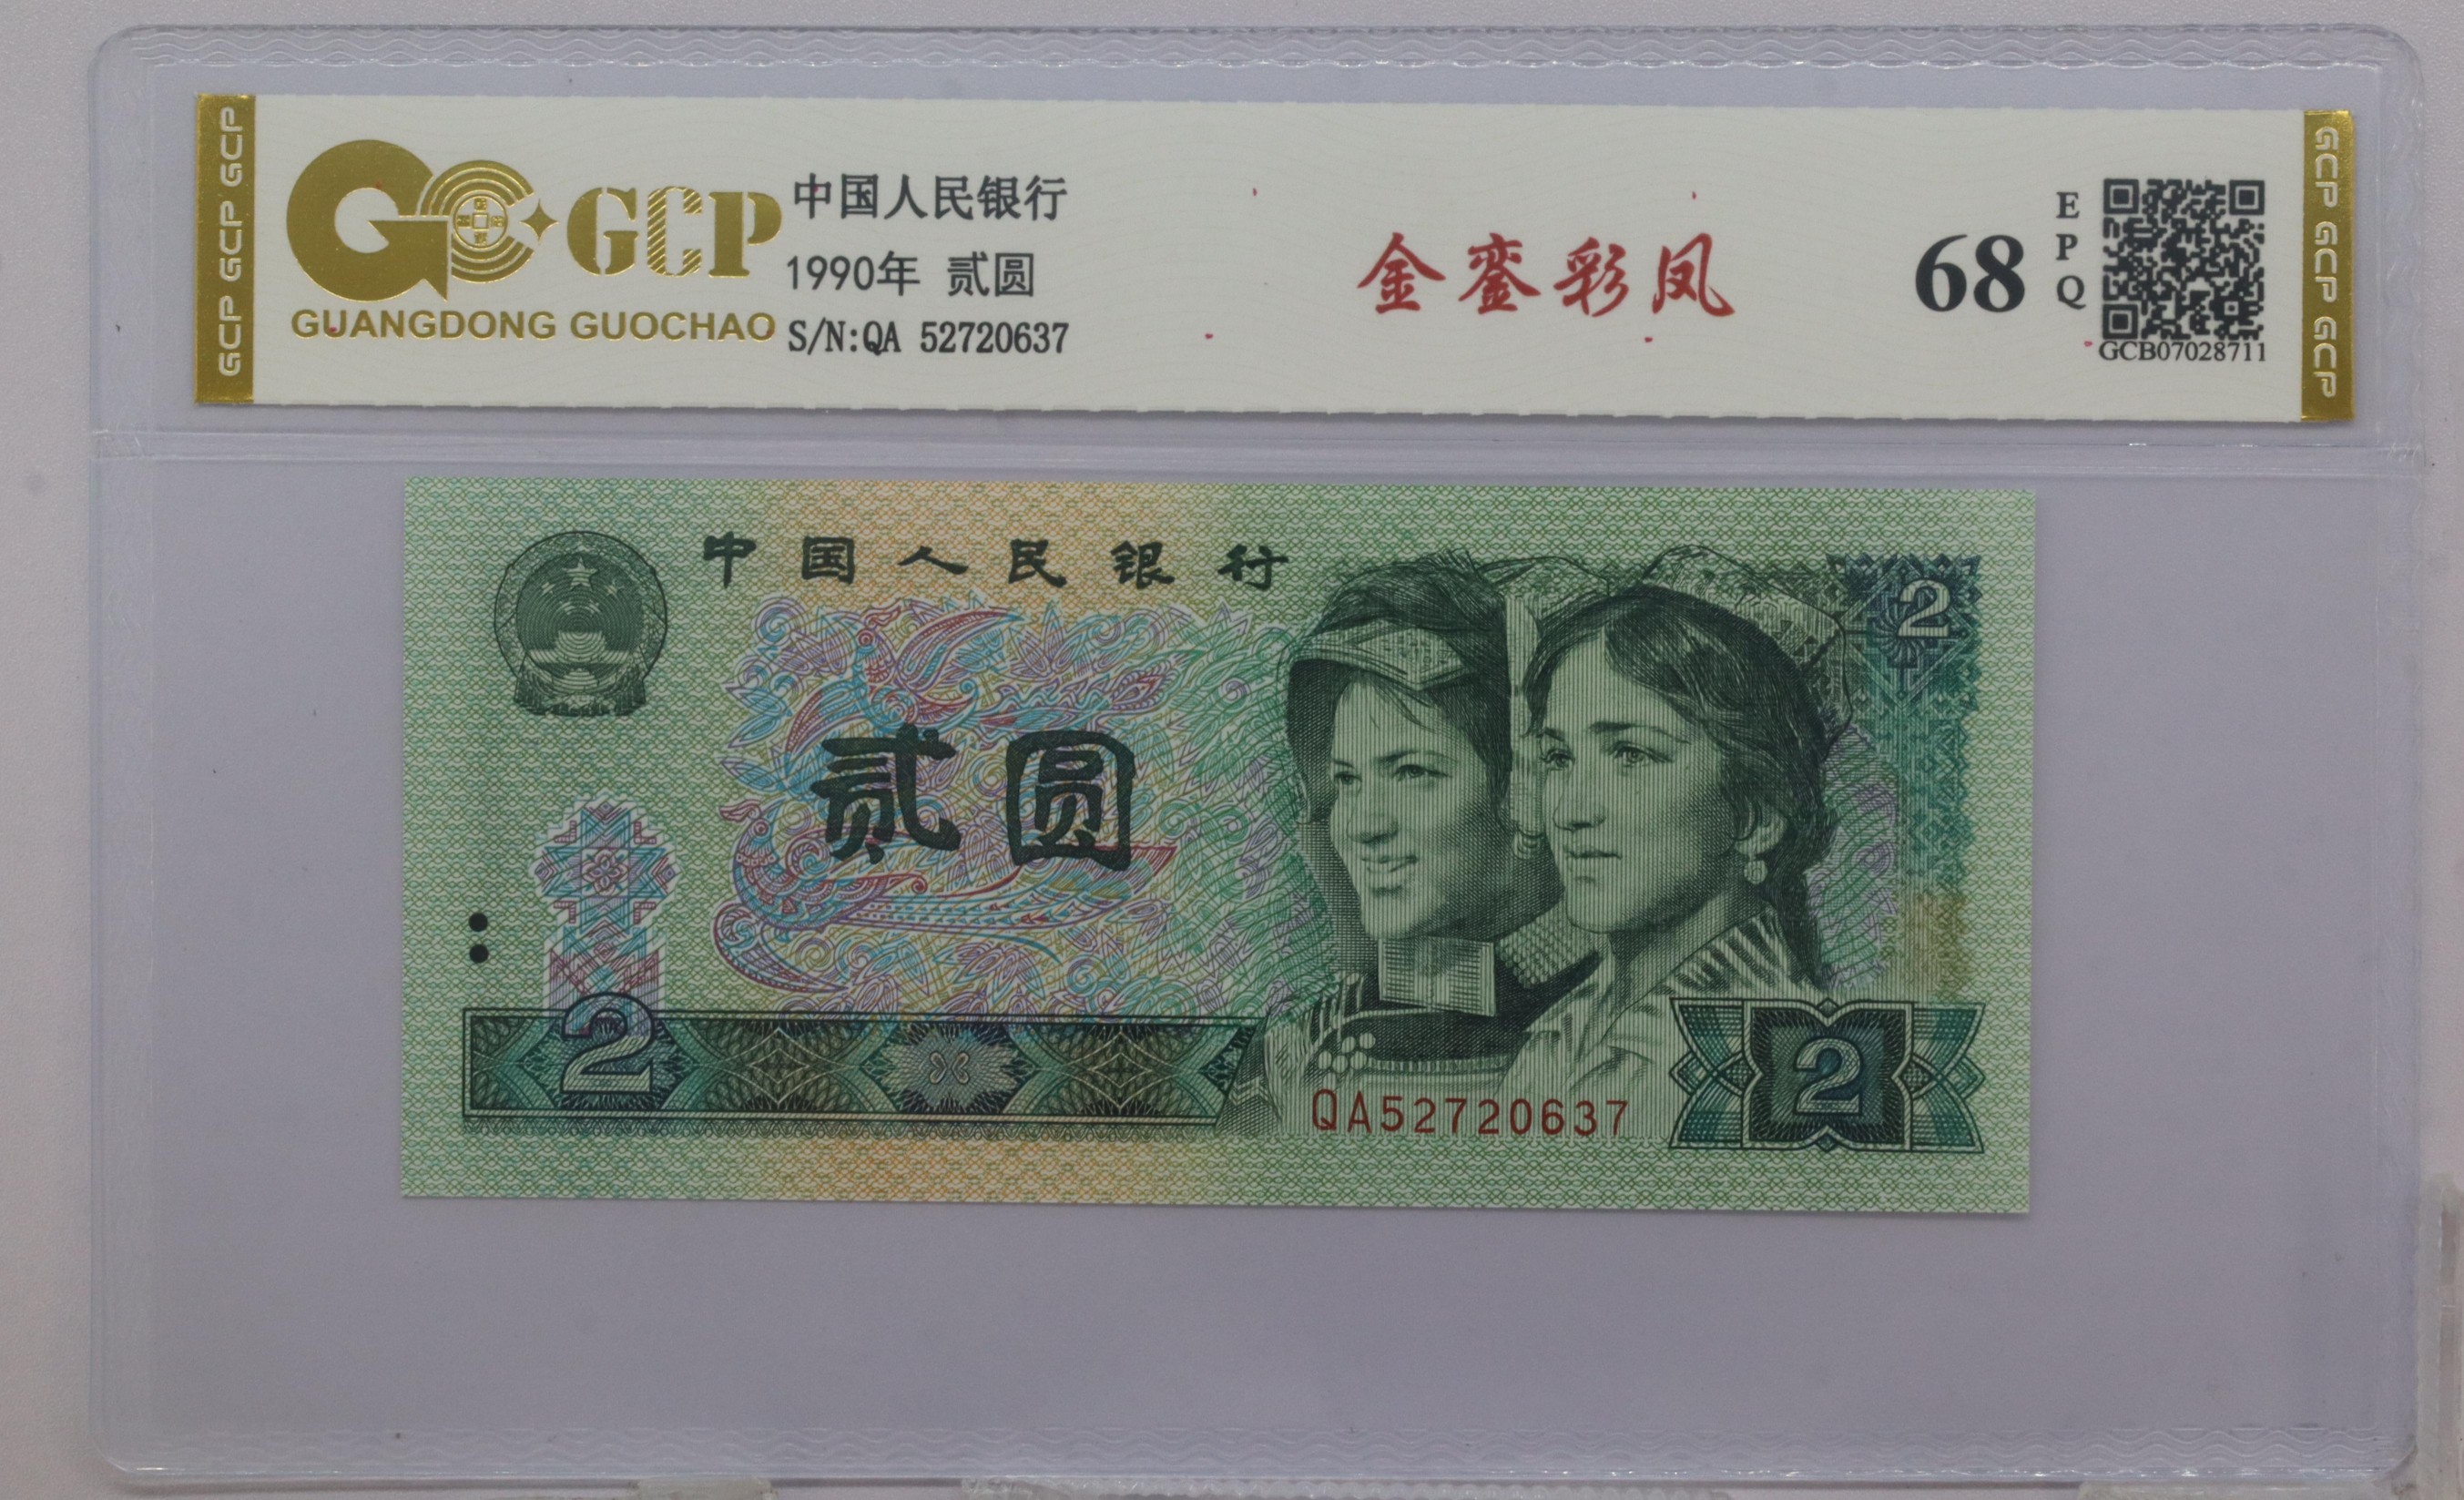 GCP GCP GCP
GCP
GUANGDONG GUOCHAO
中国人民银行
1990年 贰圆
S/N:QA 52720637
金銮彩凤
68
EPQ
GCB07028711
GCP GCP GCP
中国人民银行
2
贰圆
2
2
QA52720637